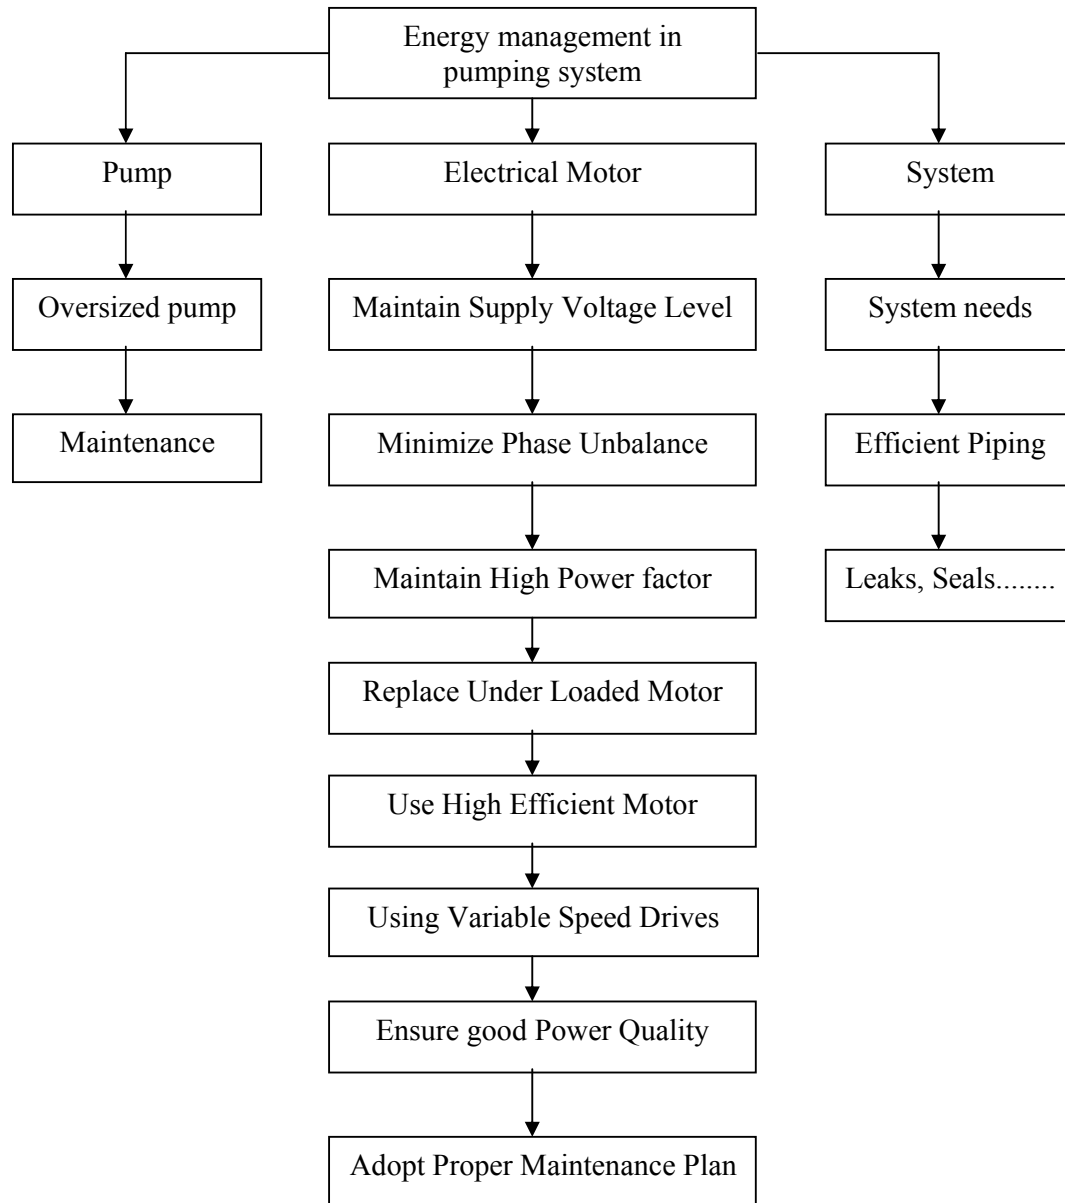 Energy management in
pumping system
Pump
Electrical Motor
System
Oversized pump
Maintain Supply Voltage Level
System needs
Maintenance
Minimize Phase Unbalance
Efficient Piping
Maintain High Power factor
Leaks, Seals........
Replace Under Loaded Motor
Use High Efficient Motor
Using Variable Speed Drives
Ensure good Power Quality
Adopt Proper Maintenance Plan